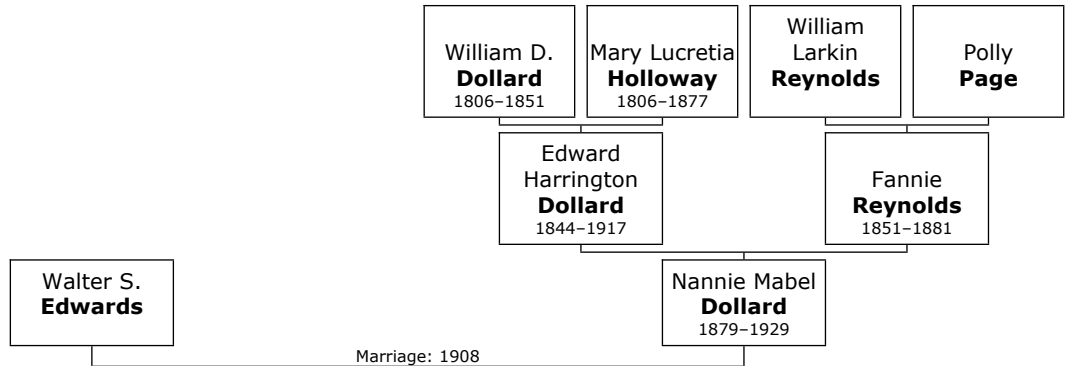 William D.
Dollard
1806–1851
Mary Lucretia
Holloway
1806–1877
William
Larkin
Reynolds
Polly
Page
Edward
Harrington
Dollard
1844–1917
Fannie
Reynolds
1851–1881
Walter S.
Edwards
Nannie Mabel
Dollard
1879–1929
Marriage: 1908